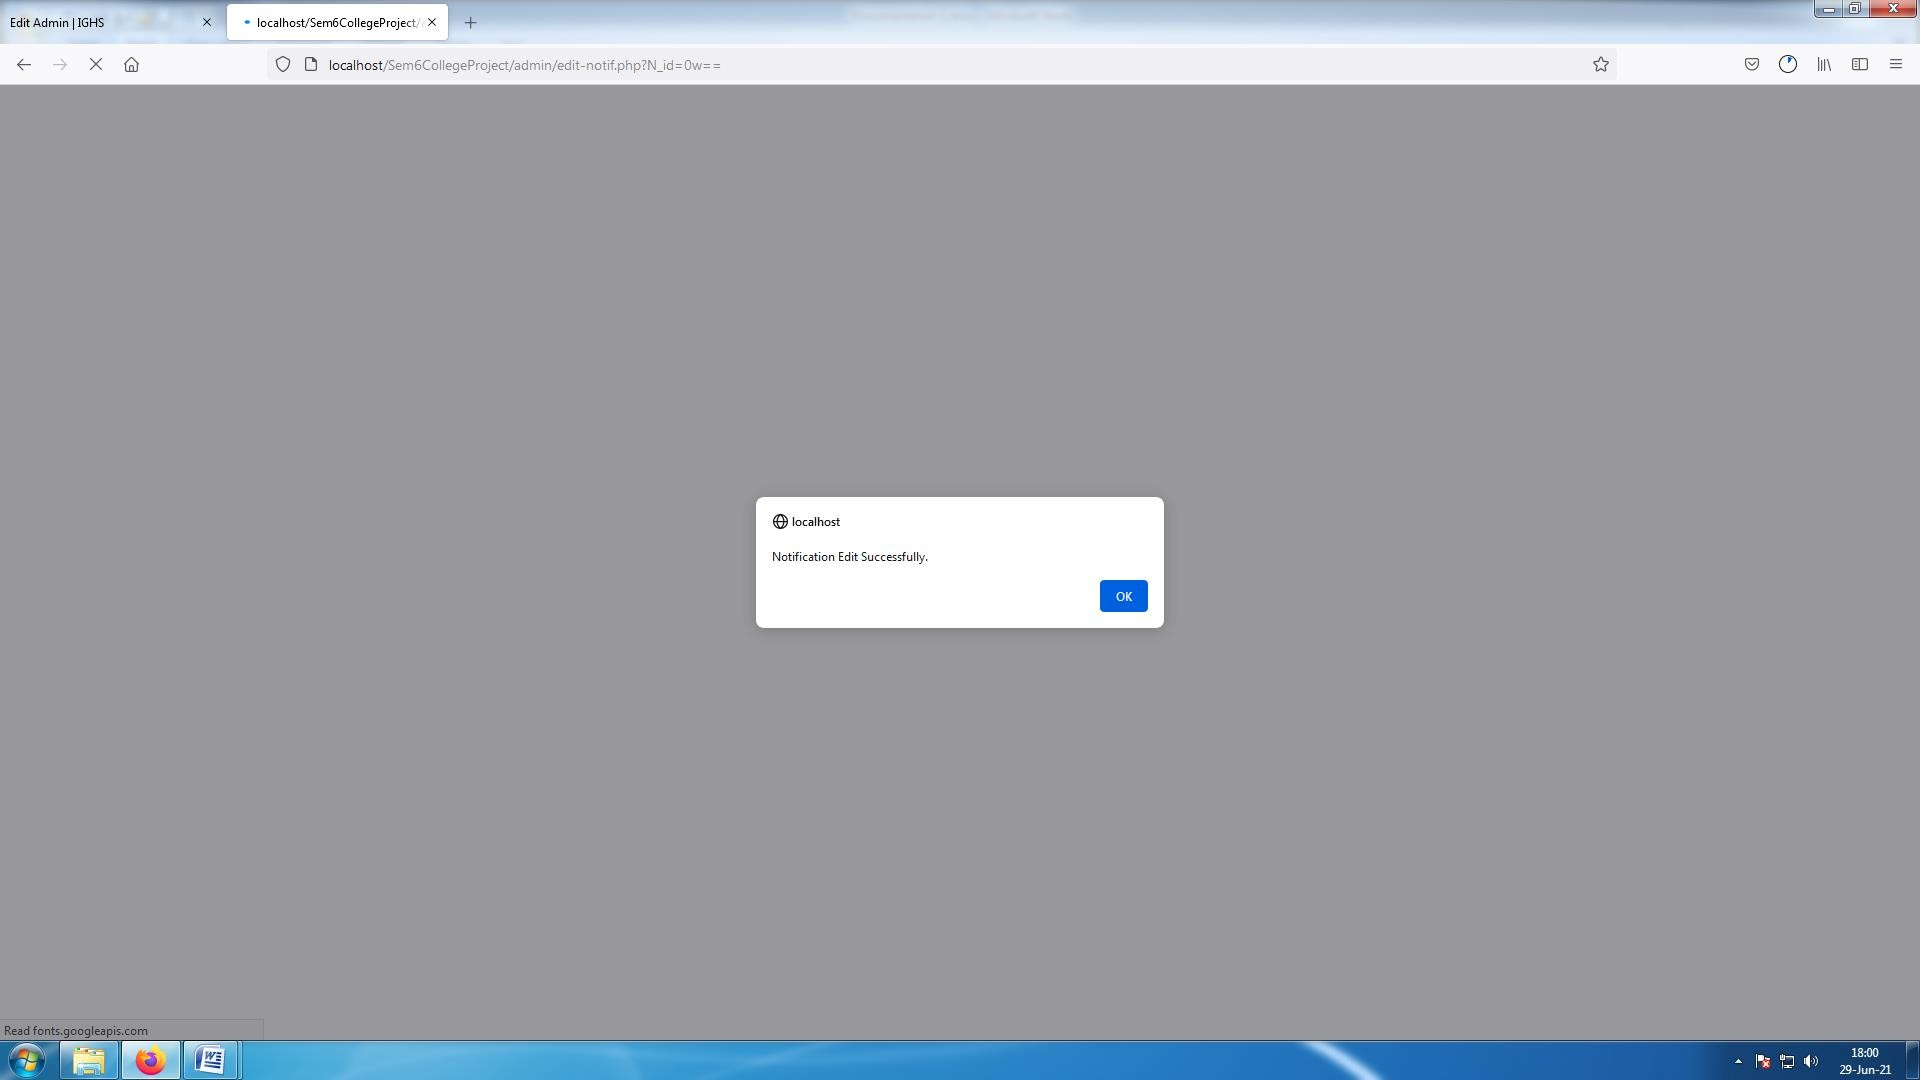 Edit Admin | IGHS
localhost/Sem6CollegeProject/
localhost/Sem6CollegeProject/admin/edit-notif.php?N_id=0w==
localhost
Notification Edit Successfully.
OK
Read fonts.googleapis.com
18:00
29-Jun-21